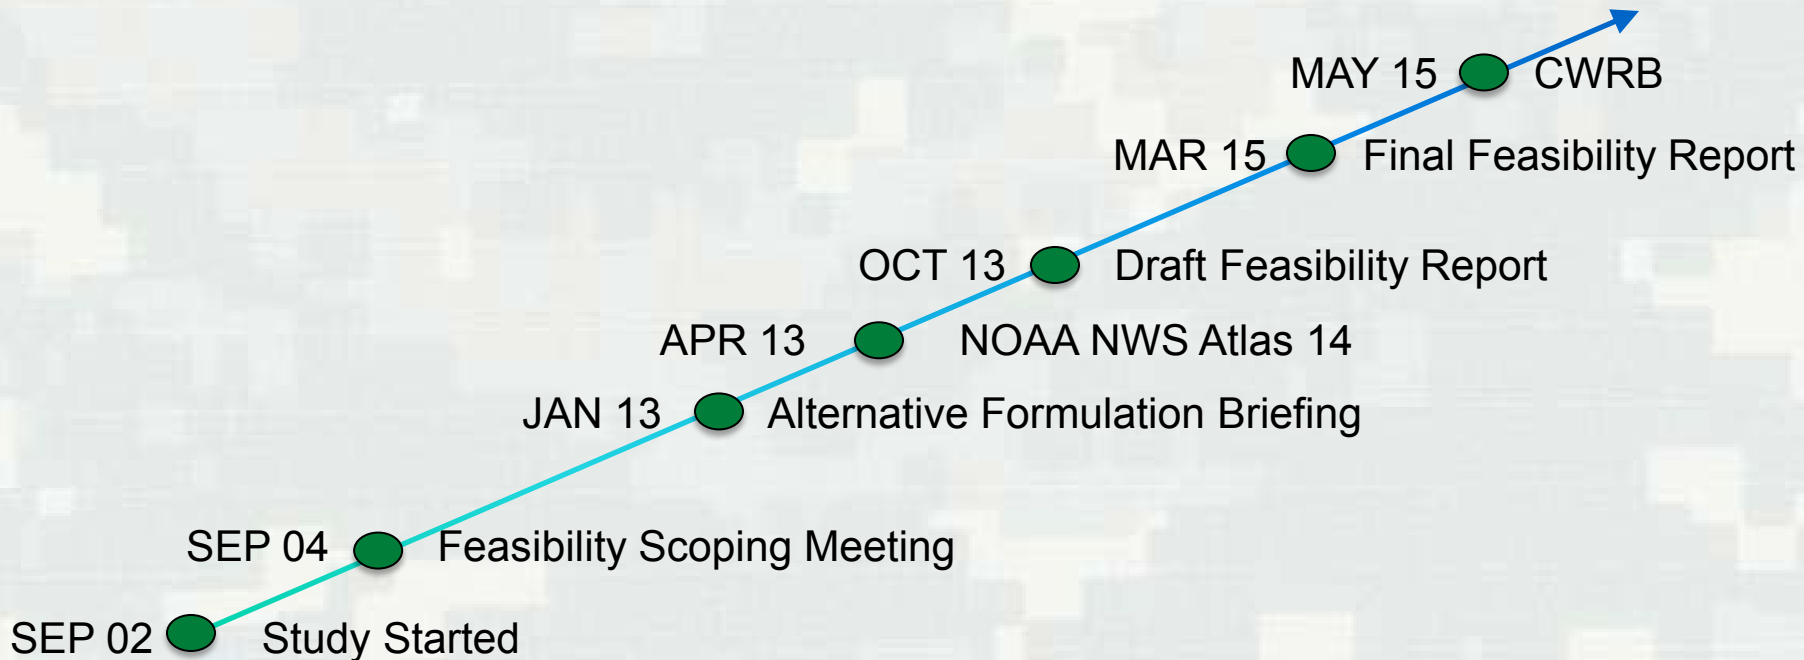 MAY 15 CWRB
MAR 15 Final Feasibility Report
OCT 13 Draft Feasibility Report
APR 13 NOAA NWS Atlas 14
JAN 13 Alternative Formulation Briefing
SEP 04 Feasibility Scoping Meeting
SEP 02 Study Started